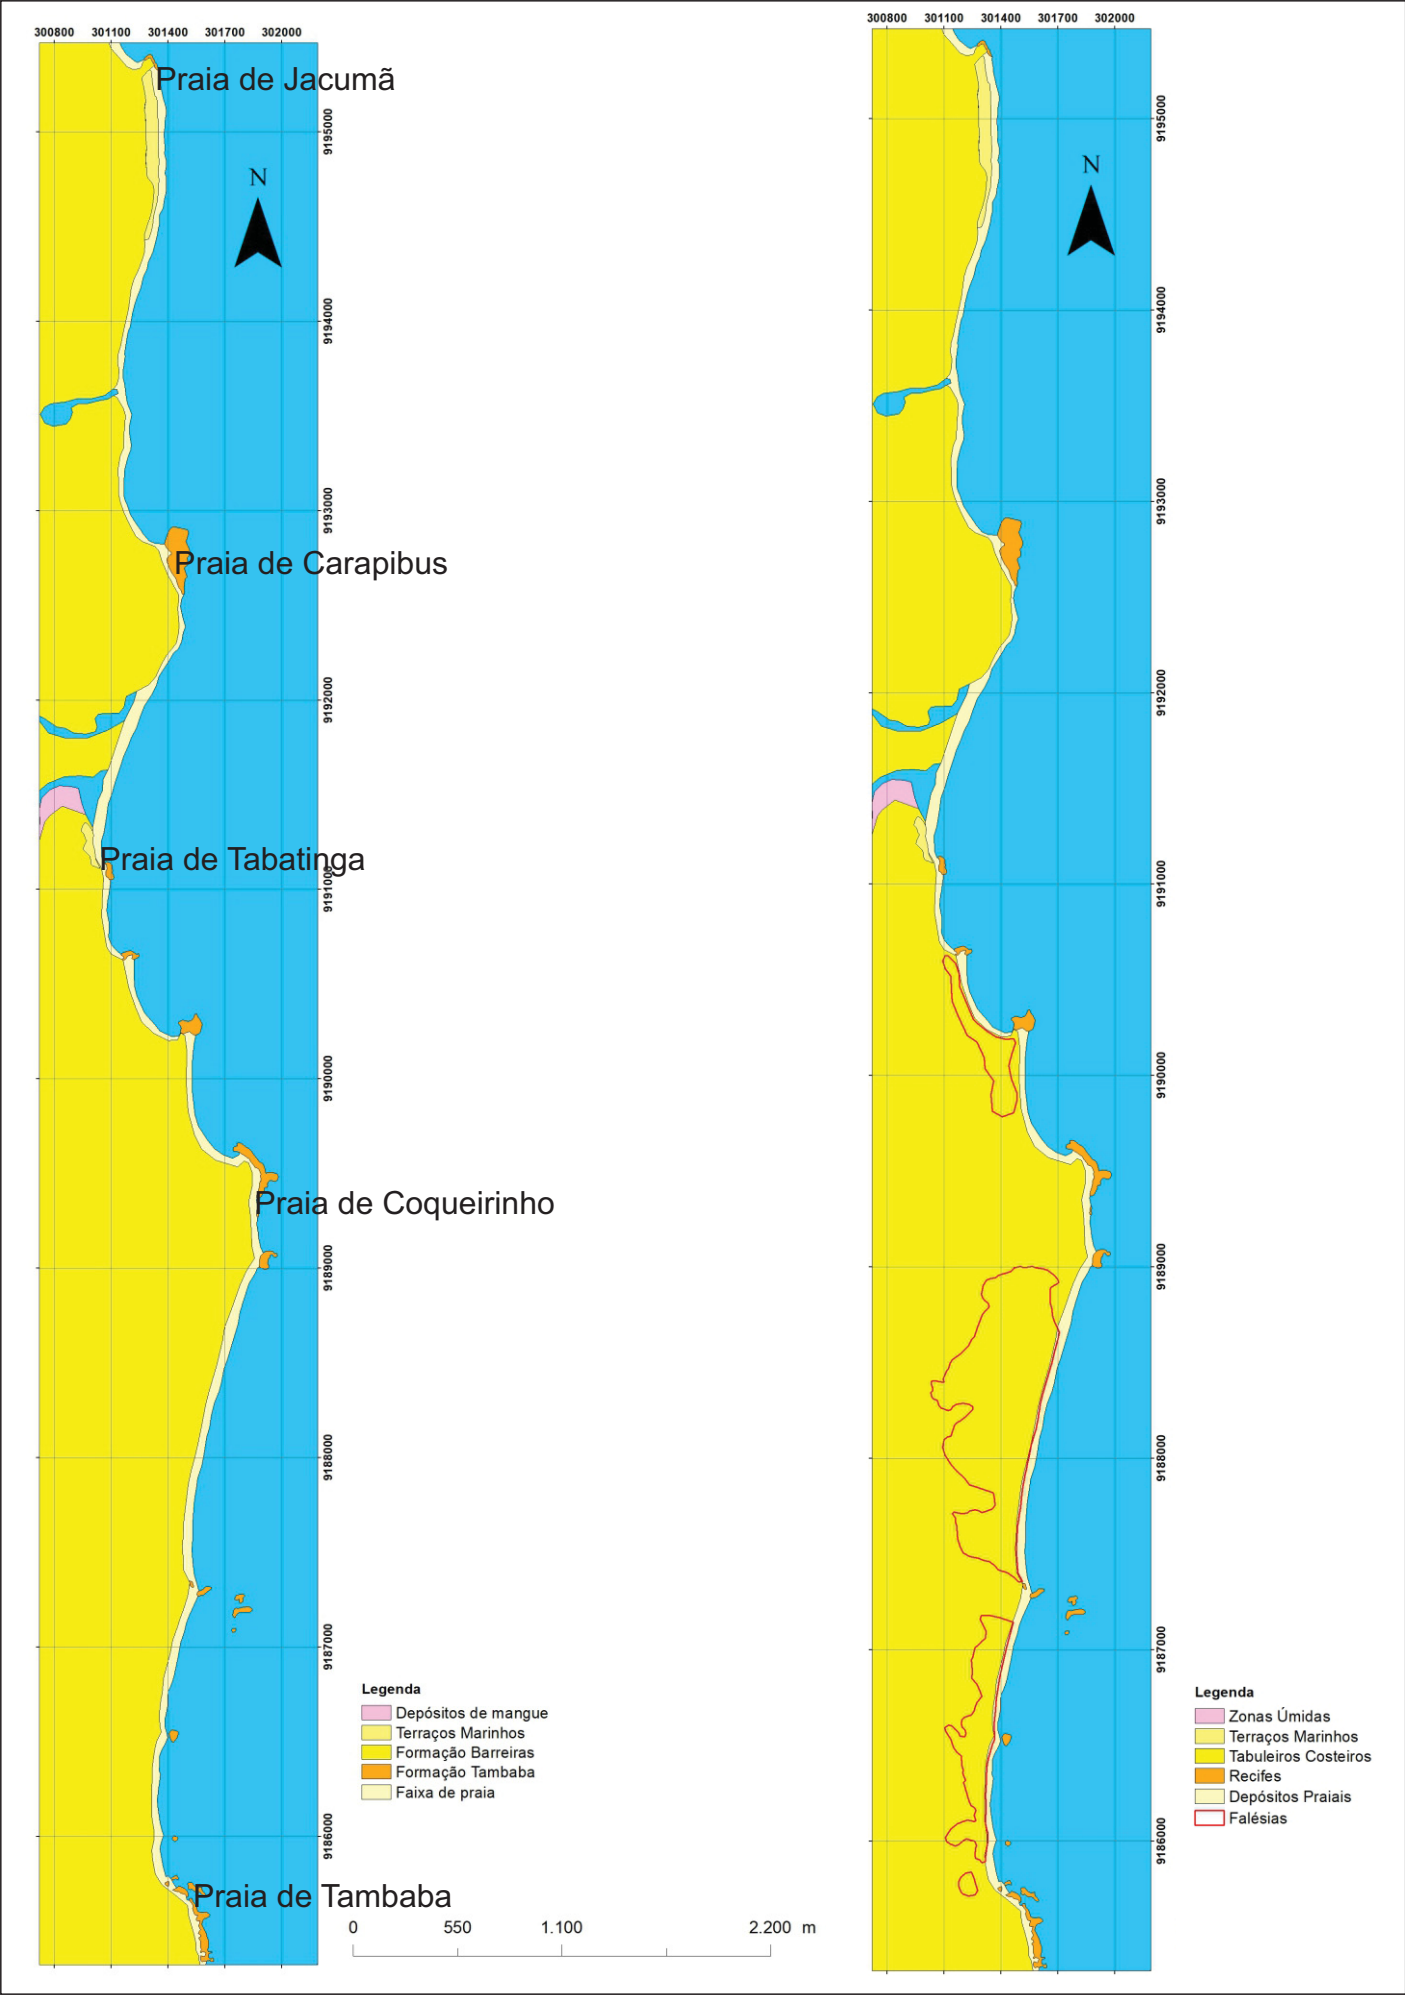 300800 301100 301400 301700 302000
Praia de Jacumã
9195000
N
9194000
9193000
Praia de Carapibus
9192000
Praia de Tabatinga
9191000
9190000
Praia de Coqueirinho
9189000
9188000
9187000
Legenda
Depósitos de mangue
Terraços Marinhos
Formação Barreiras
Formação Tambaba
Faixa de praia
9186000
Praia de Tambaba
0 550 1.100 2.200 m
300800 301100 301400 301700 302000
9195000
N
9194000
9193000
9192000
9191000
9190000
9189000
9188000
9187000
Legenda
Zonas Úmidas
Terraços Marinhos
Tabuleiros Costeiros
Recifes
Depósitos Praiais
Falésias
9186000